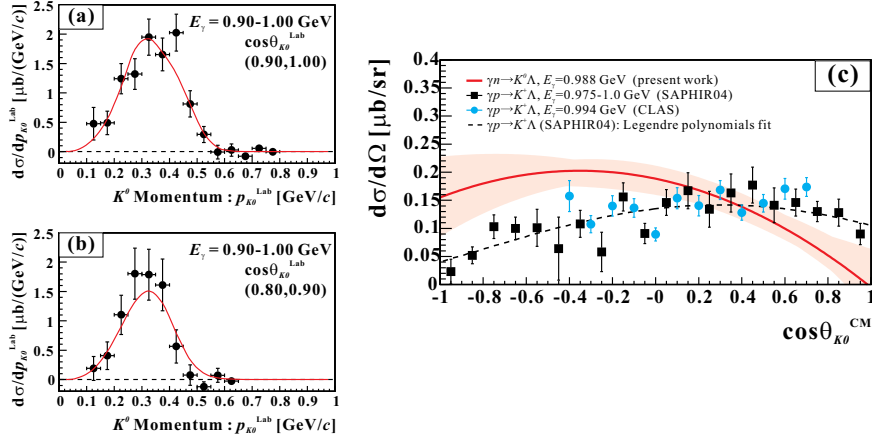 (a)
E_γ = 0.90-1.00 GeV
cosθ_K0^Lab
(0.90,1.00)
dσ/dp_K0^Lab [μb/(GeV/c)]
2.5
2
1.5
1
0.5
0
0 0.1 0.2 0.3 0.4 0.5 0.6 0.7 0.8 0.9 1
K^0 Momentum : p_K0^Lab [GeV/c]
(b)
E_γ = 0.90-1.00 GeV
cosθ_K0^Lab
(0.80,0.90)
dσ/dp_K0^Lab [μb/(GeV/c)]
2.5
2
1.5
1
0.5
0
0 0.1 0.2 0.3 0.4 0.5 0.6 0.7 0.8 0.9 1
K^0 Momentum : p_K0^Lab [GeV/c]
(c)
γn→K^0Λ, E_γ=0.988 GeV (present work)
γp→K^+Λ, E_γ=0.975-1.0 GeV (SAPHIR04)
γp→K^+Λ, E_γ=0.994 GeV (CLAS)
γp→K^+Λ (SAPHIR04): Legendre polynomials fit
dσ/dΩ [μb/sr]
0.4
0.35
0.3
0.25
0.2
0.15
0.1
0.05
0
-1 -0.8 -0.6 -0.4 -0.2 -0 0.2 0.4 0.6 0.8 1
cosθ_K0^CM